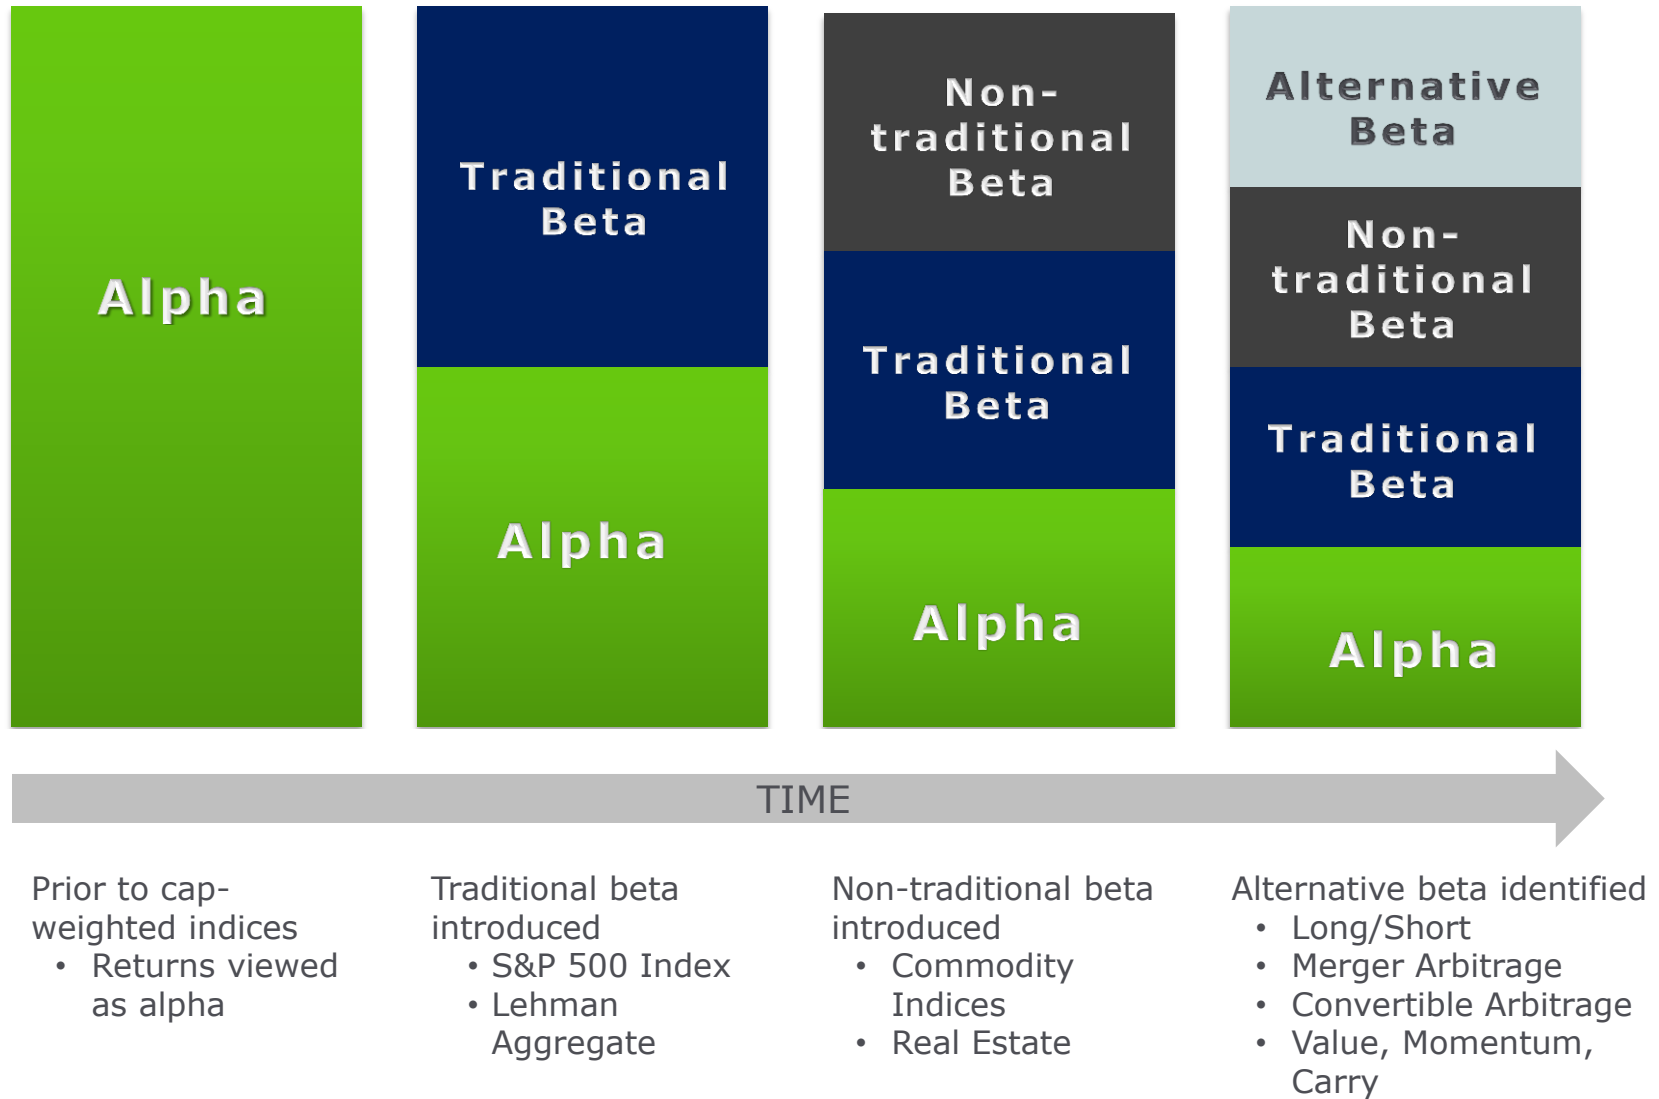 Alpha
Traditional
Beta
Alpha
Non-
traditional
Beta
Traditional
Beta
Alpha
Alternative
Beta
Non-
traditional
Beta
Traditional
Beta
Alpha
TIME
Prior to cap-
weighted indices
• Returns viewed
as alpha
Traditional beta
introduced
• S&P 500 Index
• Lehman
Aggregate
Non-traditional beta
introduced
• Commodity
Indices
• Real Estate
Alternative beta identified
• Long/Short
• Merger Arbitrage
• Convertible Arbitrage
• Value, Momentum,
Carry